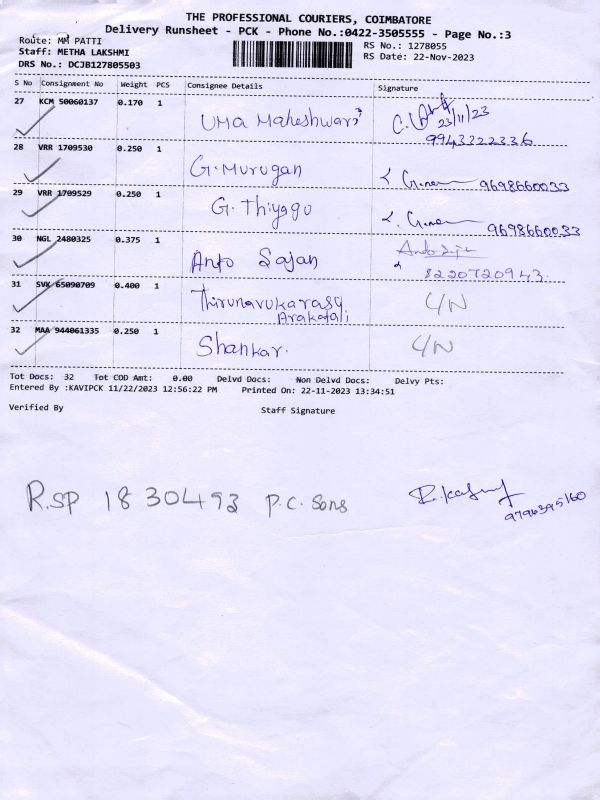 THE PROFESSIONAL COURIERS, COIMBATORE
Delivery Runsheet - PCK - Phone No.:0422-3505555 - Page No.:3
Route: MM PATTI
Staff: METHA LAKSHMI
DRS No.: DCJB127805503
RS No.: 1278055
RS Date: 22-Nov-2023
S No Consignment No Weight PCS Consignee Details Signature
27 KCM 50060137 0.170 1 Uma Maheshwari 23/11/23
9943322336
28 VRR 1709530 0.250 1 G. Murugan 9698660033
29 VRR 1709529 0.250 1 G. Thiyagu 9698660033
30 NGL 2480325 0.375 1 Anto Sajan
8220720943
31 SVK 65090709 0.400 1 Thirunavukarasu 4/N
32 MAA 944061335 0.250 1 Shankar. 4/N
Tot Docs: 32 Tot COD Amt: 0.00 Delvd Docs: Non Delvd Docs: Delvy Pts:
Entered By :KAVIPCK 11/22/2023 12:56:22 PM Printed On: 22-11-2023 13:34:51
Verified By Staff Signature
R.SP 1830493 P.C. Sons